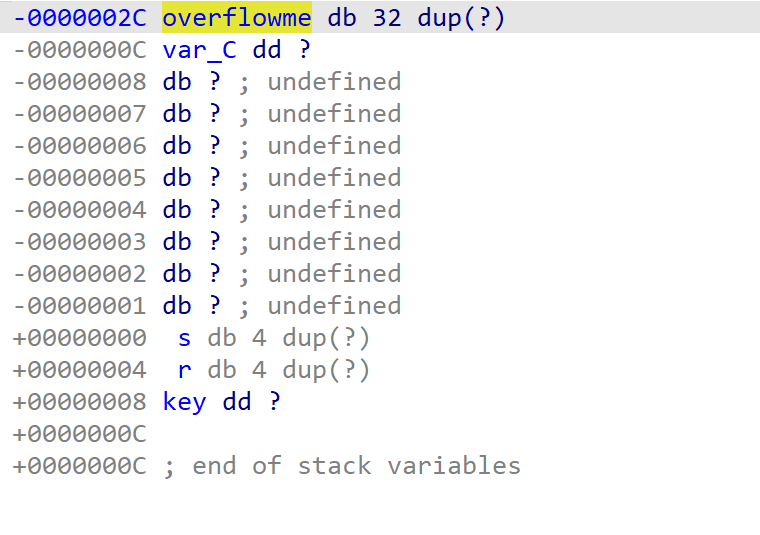 -0000002C overflowme db 32 dup(?)
-0000000C var_C dd ?
-00000008 db ? ; undefined
-00000007 db ? ; undefined
-00000006 db ? ; undefined
-00000005 db ? ; undefined
-00000004 db ? ; undefined
-00000003 db ? ; undefined
-00000002 db ? ; undefined
-00000001 db ? ; undefined
+00000000  s db 4 dup(?)
+00000004  r db 4 dup(?)
+00000008 key dd ?
+0000000C
+0000000C ; end of stack variables